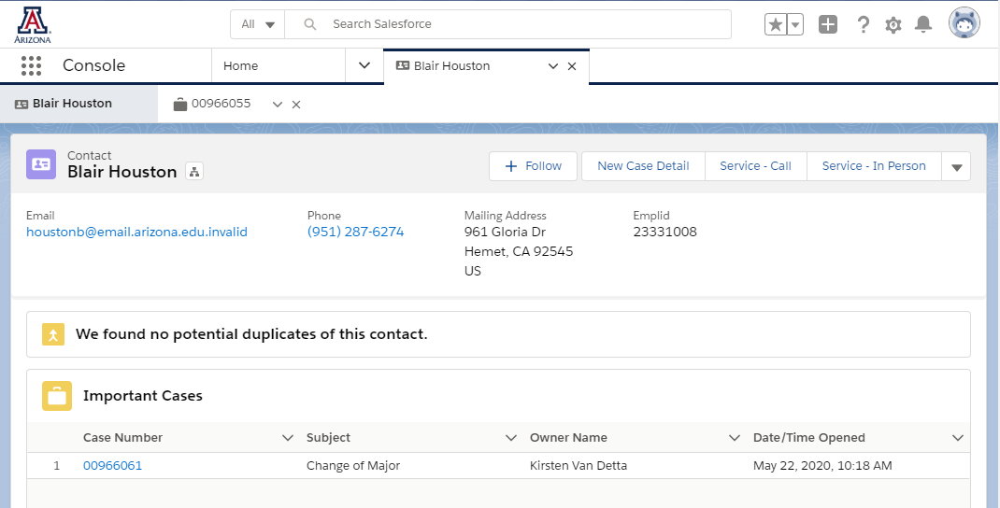 ARIZONA
All
Search Salesforce
Console
Home
Blair Houston
Blair Houston
00966055
Contact
Blair Houston
Follow
New Case Detail
Service - Call
Service - In Person
Email
houstonb@email.arizona.edu.invalid
Phone
(951) 287-6274
Mailing Address
961 Gloria Dr
Hemet, CA 92545
US
Emplid
23331008
We found no potential duplicates of this contact.
Important Cases
Case Number Subject Owner Name Date/Time Opened
1 00966061 Change of Major Kirsten Van Detta May 22, 2020, 10:18 AM